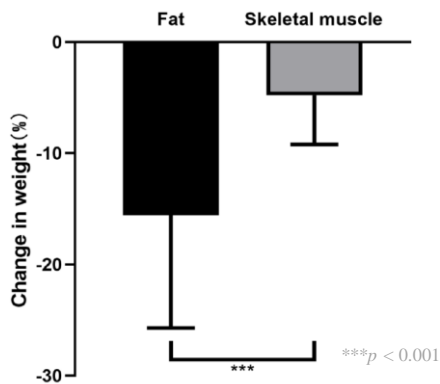 Fat Skeletal muscle
Change in weight(%)
0
-10
-20
-30
***
***p < 0.001